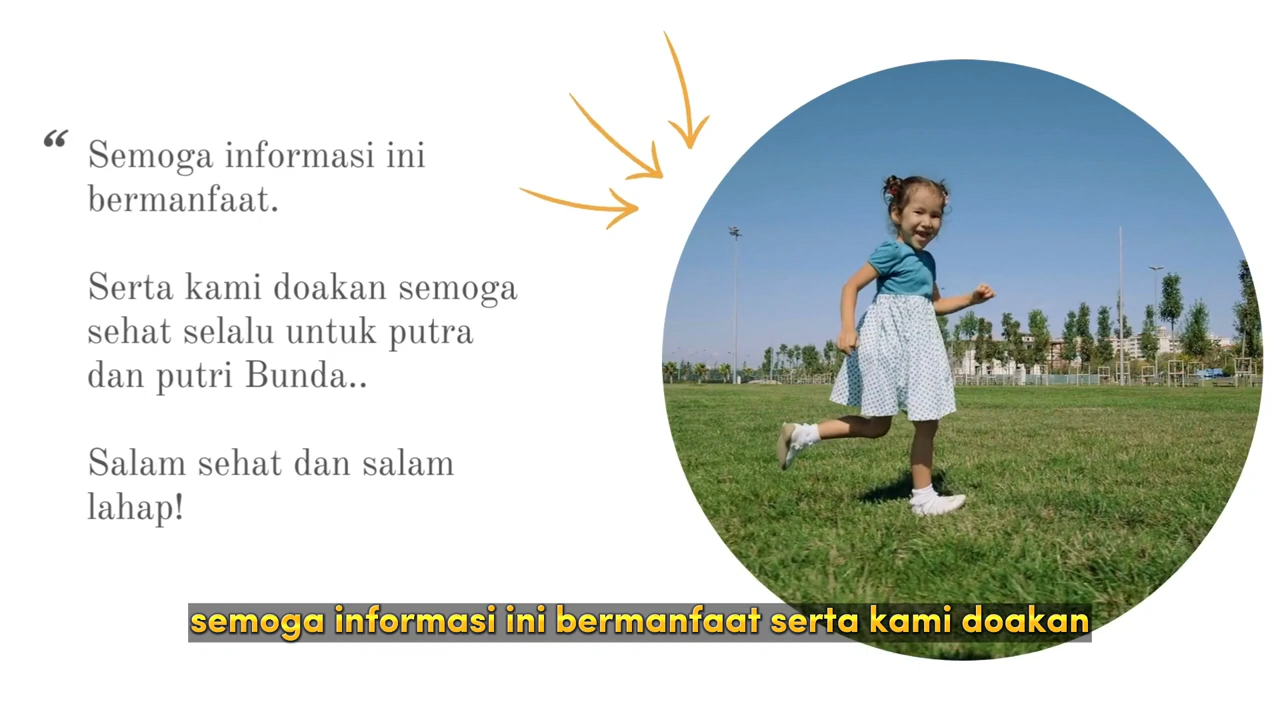 “ Semoga informasi ini
bermanfaat.
Serta kami doakan semoga
sehat selalu untuk putra
dan putri Bunda..
Salam sehat dan salam
lahap!
semoga informasi ini bermanfaat serta kami doakan